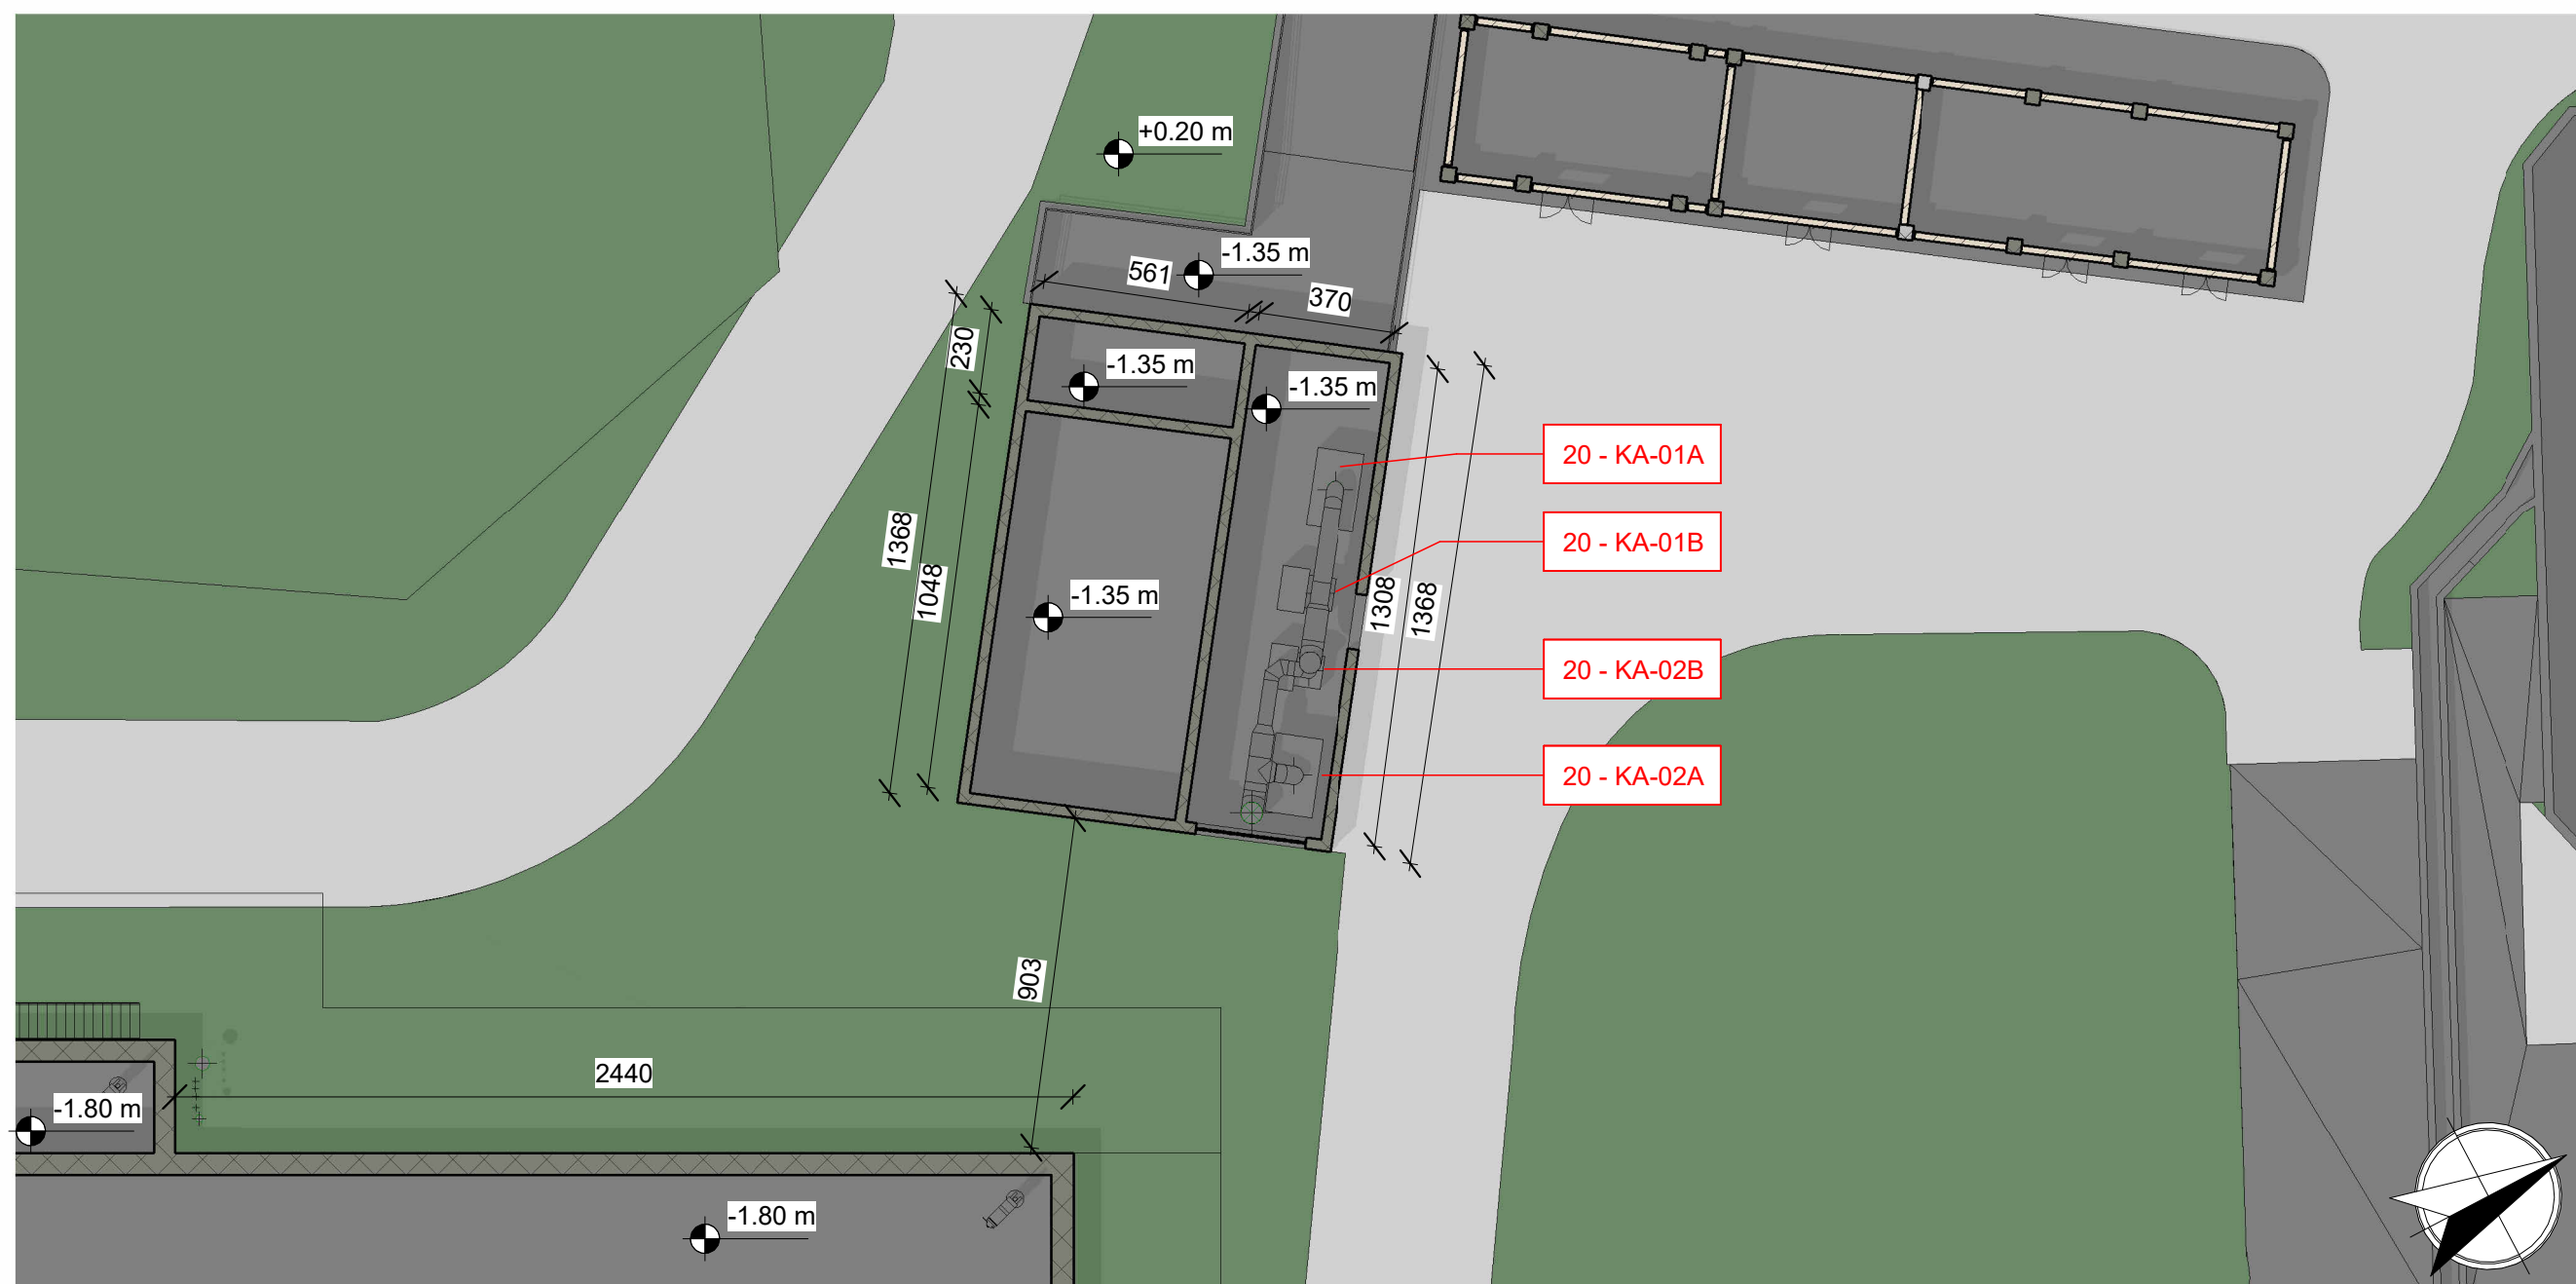 +0.20 m
-1.35 m
561
370
230
-1.35 m
-1.35 m
20 - KA-01A
1368
20 - KA-01B
1048
-1.35 m
1308
1368
20 - KA-02B
20 - KA-02A
903
2440
-1.80 m
-1.80 m